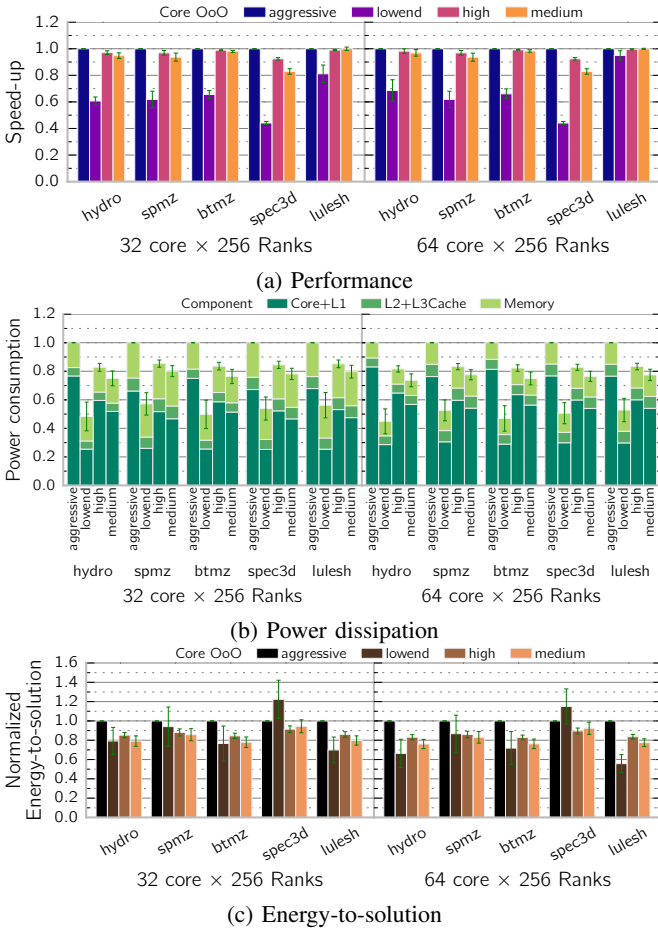 Core OoO aggressive lowend high medium
Speed-up
1.0
0.8
0.6
0.4
0.2
0.0
hydro spmz btmz spec3d lulesh hydro spmz btmz spec3d lulesh
32 core × 256 Ranks 64 core × 256 Ranks
(a) Performance
Component Core+L1 L2+L3Cache Memory
Power consumption
1.2
1.0
0.8
0.6
0.4
0.2
0.0
aggressive lowend high medium aggressive lowend high medium aggressive lowend high medium aggressive lowend high medium aggressive lowend high medium aggressive lowend high medium aggressive lowend high medium aggressive lowend high medium aggressive lowend high medium aggressive lowend high medium
hydro spmz btmz spec3d lulesh hydro spmz btmz spec3d lulesh
32 core × 256 Ranks 64 core × 256 Ranks
(b) Power dissipation
Core OoO aggressive lowend high medium
Normalized
Energy-to-solution
1.6
1.4
1.2
1.0
0.8
0.6
0.4
0.2
0.0
hydro spmz btmz spec3d lulesh hydro spmz btmz spec3d lulesh
32 core × 256 Ranks 64 core × 256 Ranks
(c) Energy-to-solution